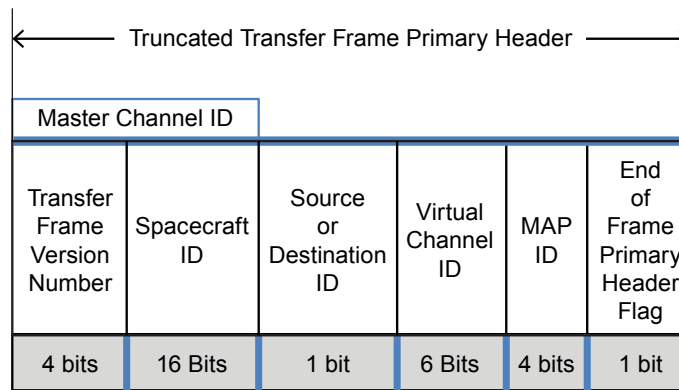 Truncated Transfer Frame Primary Header
Master Channel ID
Transfer
Frame
Version
Number
Spacecraft
ID
Source
or
Destination
ID
Virtual
Channel
ID
MAP
ID
End
of
Frame
Primary
Header
Flag
4 bits
16 Bits
1 bit
6 Bits
4 bits
1 bit